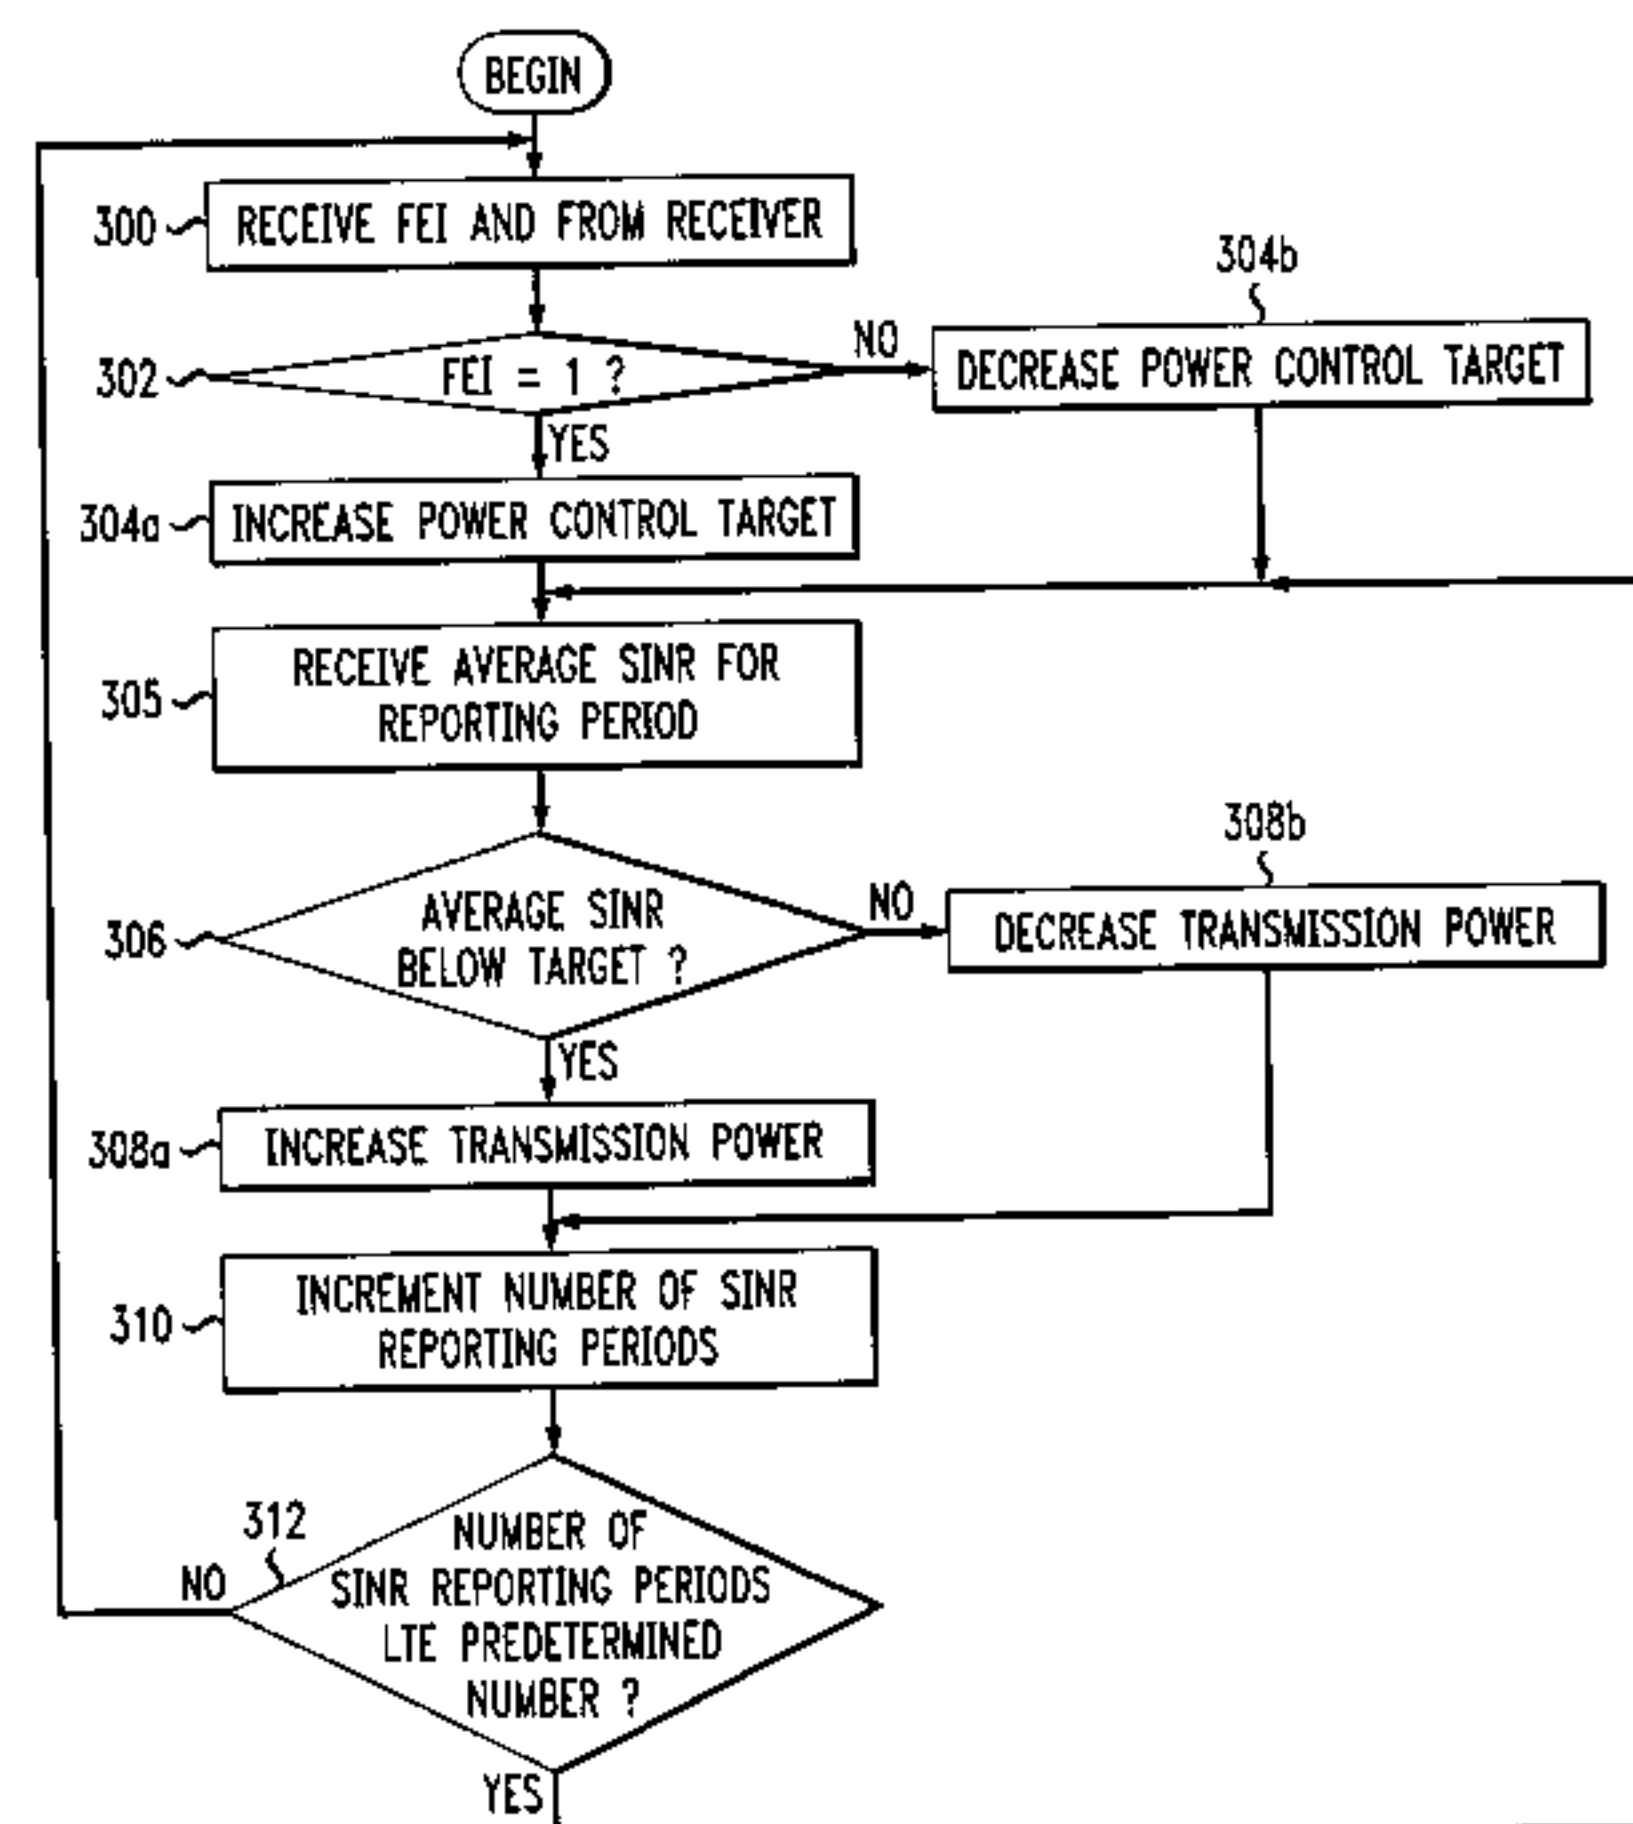 BEGIN
300
RECEIVE FEI AND FROM RECEIVER
304b
302
FEI = 1 ?
NO
DECREASE POWER CONTROL TARGET
YES
304a
INCREASE POWER CONTROL TARGET
305
RECEIVE AVERAGE SINR FOR
REPORTING PERIOD
308b
306
AVERAGE SINR
BELOW TARGET ?
NO
DECREASE TRANSMISSION POWER
YES
308a
INCREASE TRANSMISSION POWER
310
INCREMENT NUMBER OF SINR
REPORTING PERIODS
312
NO
NUMBER OF
SINR REPORTING PERIODS
LTE PREDETERMINED
NUMBER ?
YES